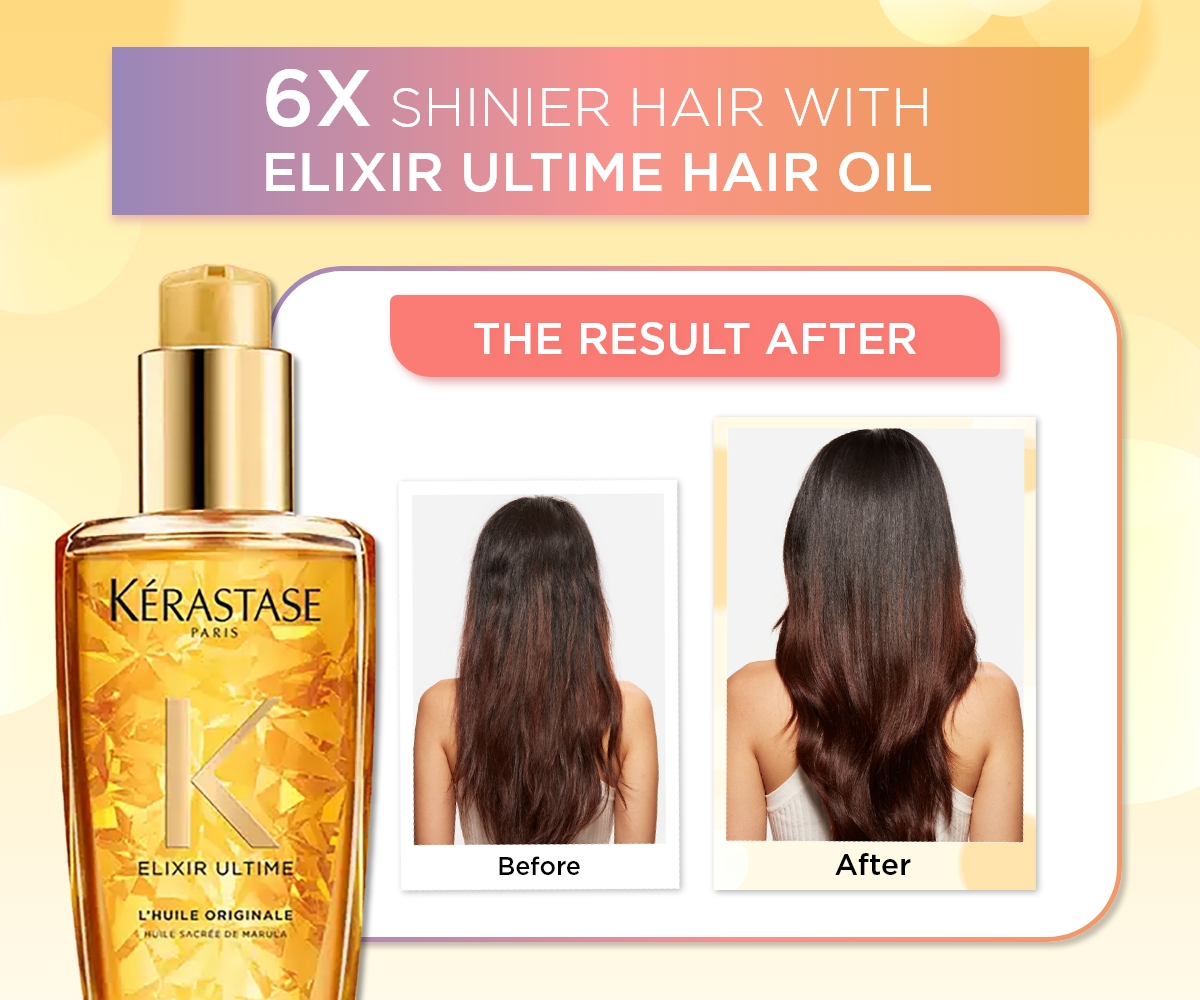 6X SHINIER HAIR WITH
ELIXIR ULTIME HAIR OIL
THE RESULT AFTER
KÉRASTASE
PARIS
K
ELIXIR ULTIME
L'HUILE ORIGINALE
HUILE SACRÉE DE MARULA
Before
After